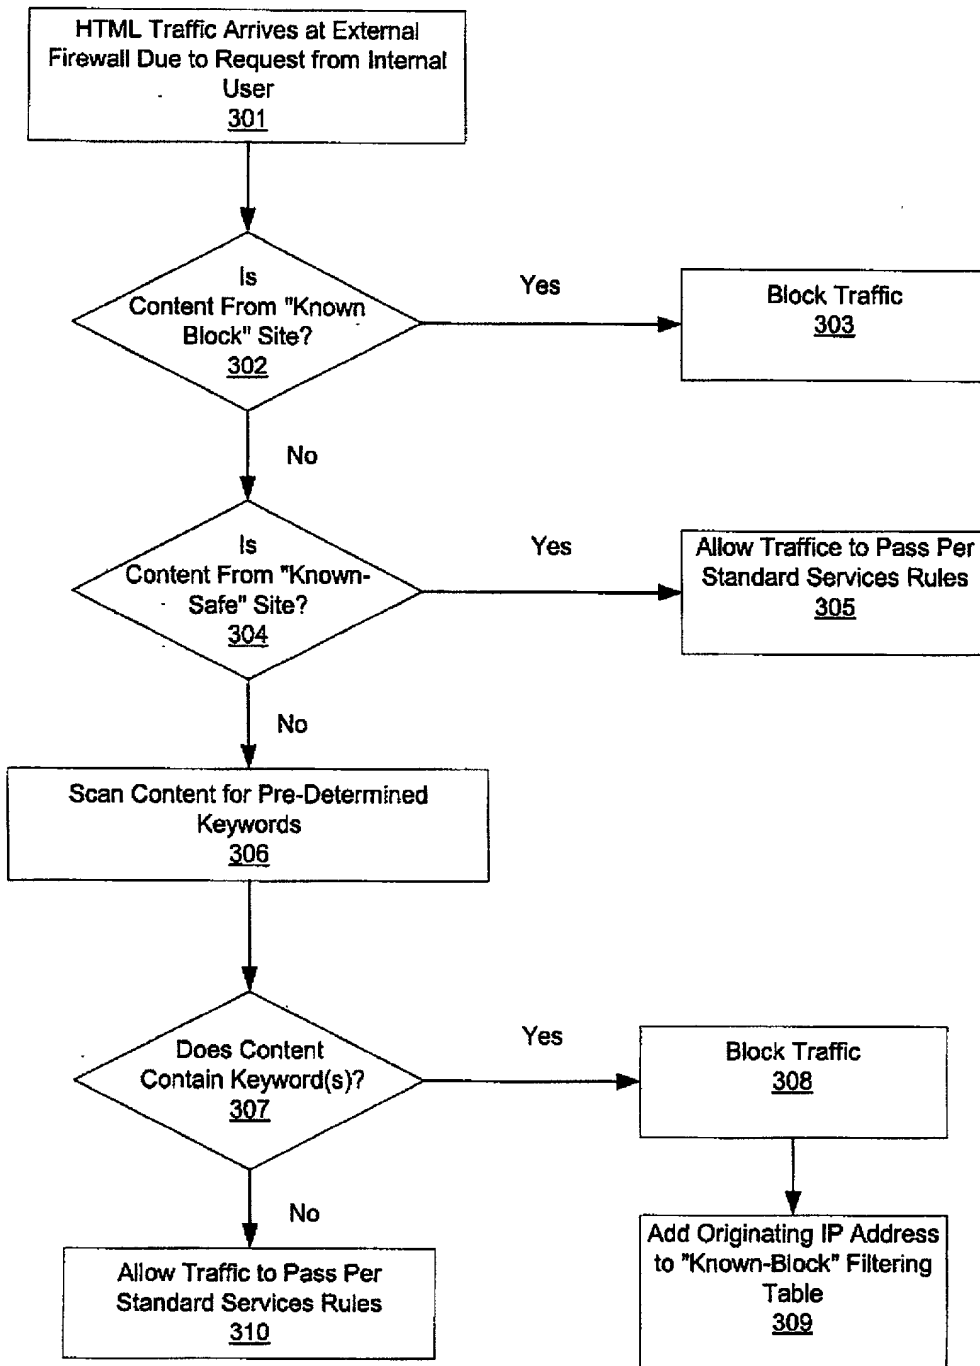 HTML Traffic Arrives at External
Firewall Due to Request from Internal
User
301
Is
Content From "Known
Block" Site?
302
Yes
Block Traffic
303
No
Is
Content From "Known-
Safe" Site?
304
Yes
Allow Traffice to Pass Per
Standard Services Rules
305
No
Scan Content for Pre-Determined
Keywords
306
Does Content
Contain Keyword(s)?
307
Yes
Block Traffic
308
No
Add Originating IP Address
to "Known-Block" Filtering
Table
309
Allow Traffic to Pass Per
Standard Services Rules
310